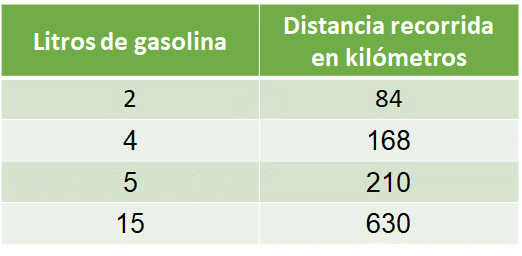 Litros de gasolina Distancia recorrida
en kilómetros
2 84
4 168
5 210
15 630